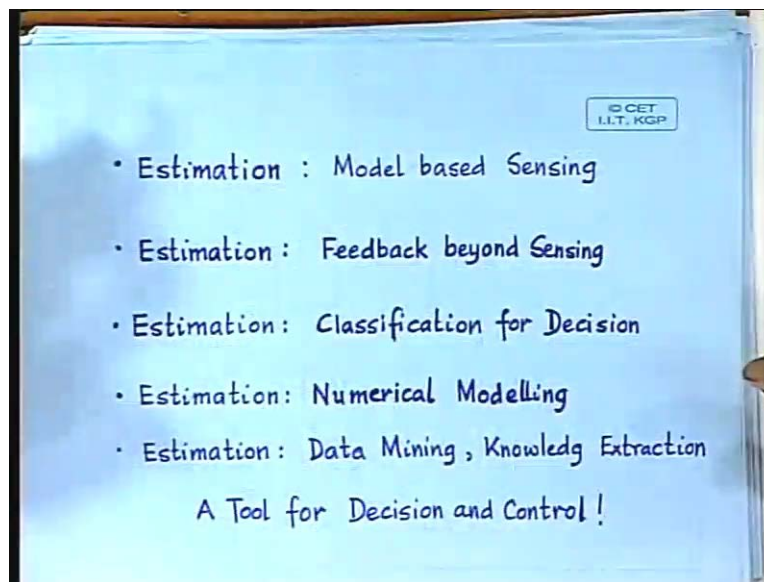 © CET
I.I.T. KGP
• Estimation : Model based Sensing
• Estimation : Feedback beyond Sensing
• Estimation : Classification for Decision
• Estimation : Numerical Modelling
• Estimation : Data Mining , Knowledg Extraction
A Tool for Decision and Control !